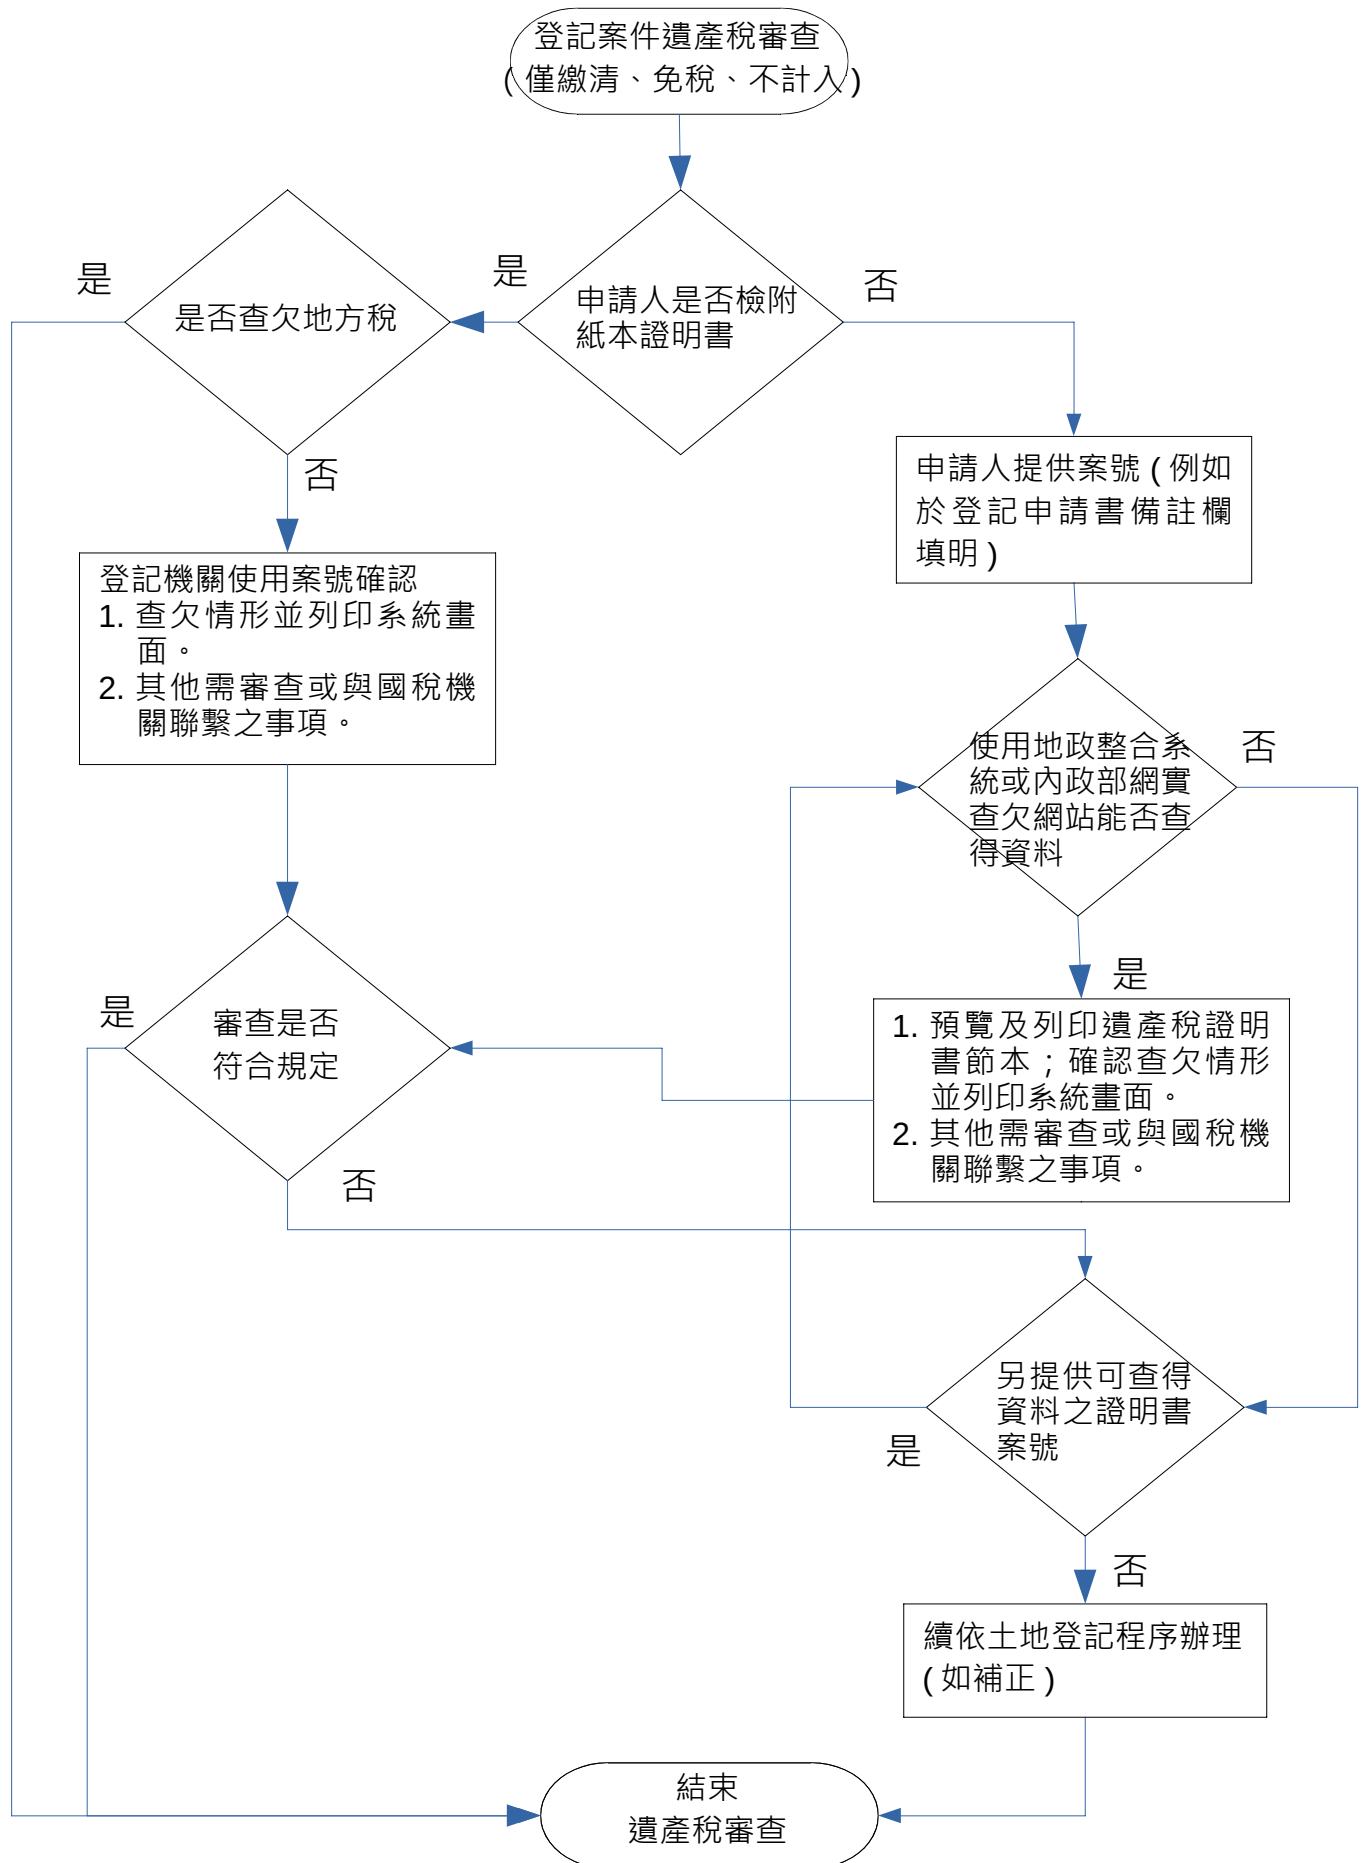 登記案件遺產稅審查
(僅繳清、免稅、不計入)
是
是否查欠地方稅
是
申請人是否檢附
紙本證明書
否
否
申請人提供案號(例如
於登記申請書備註欄
填明)
登記機關使用案號確認
1. 查欠情形並列印系統畫
面。
2. 其他需審查或與國稅機
關聯繫之事項。
使用地政整合系
統或內政部網實
查欠網站能否查
得資料
否
是
是
審查是否
符合規定
否
1. 預覽及列印遺產稅證明
書節本；確認查欠情形
並列印系統畫面。
2. 其他需審查或與國稅機
關聯繫之事項。
另提供可查得
資料之證明書
案號
是
否
續依土地登記程序辦理
(如補正)
結束
遺產稅審查